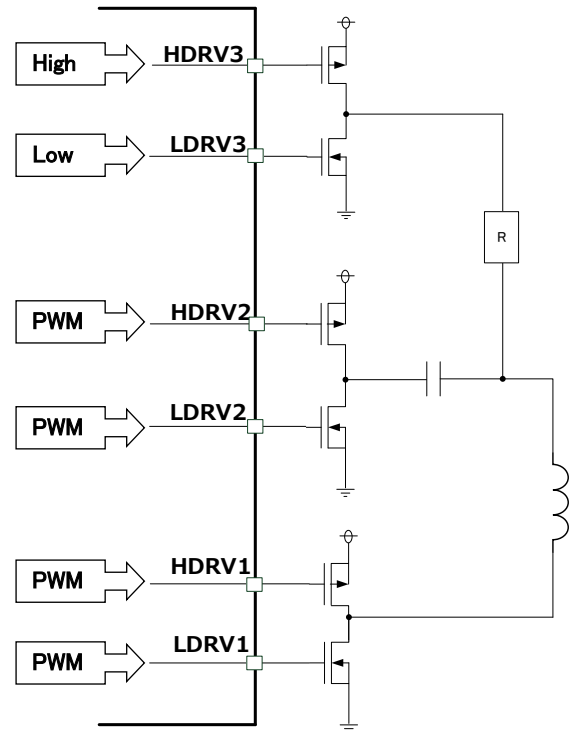 High
HDRV3
Low
LDRV3
R
PWM
HDRV2
PWM
LDRV2
PWM
HDRV1
PWM
LDRV1